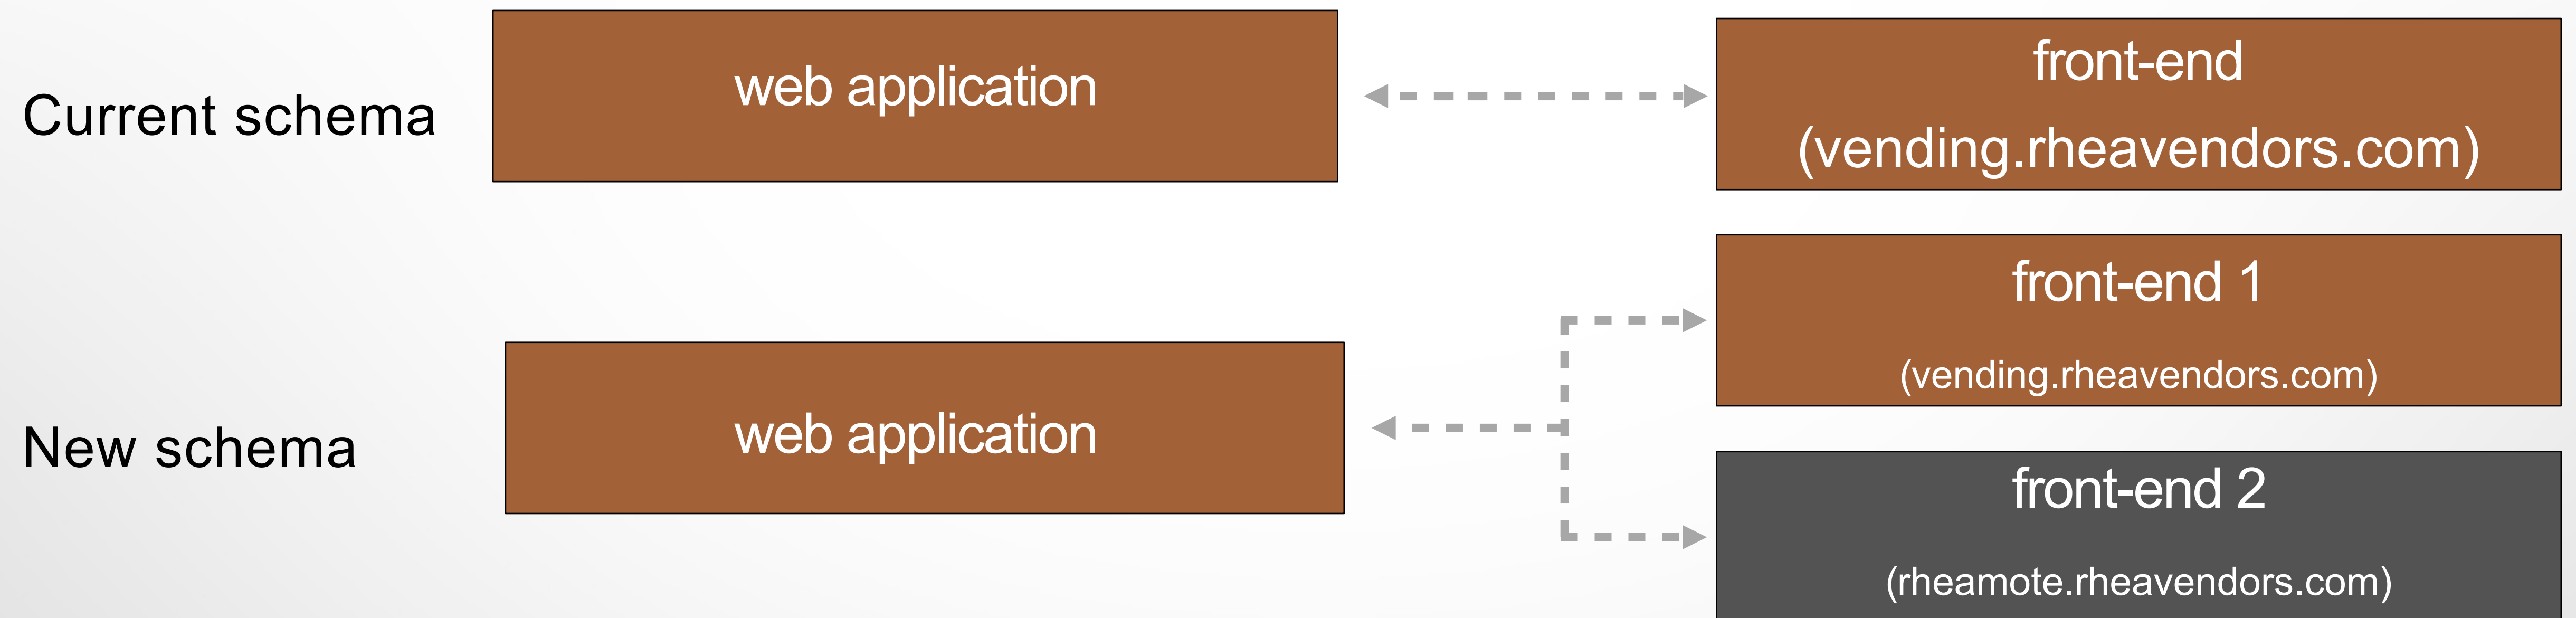 Current schema
web application
front-end
(vending.rheavendors.com)
New schema
web application
front-end 1
(vending.rheavendors.com)
front-end 2
(rheamote.rheavendors.com)